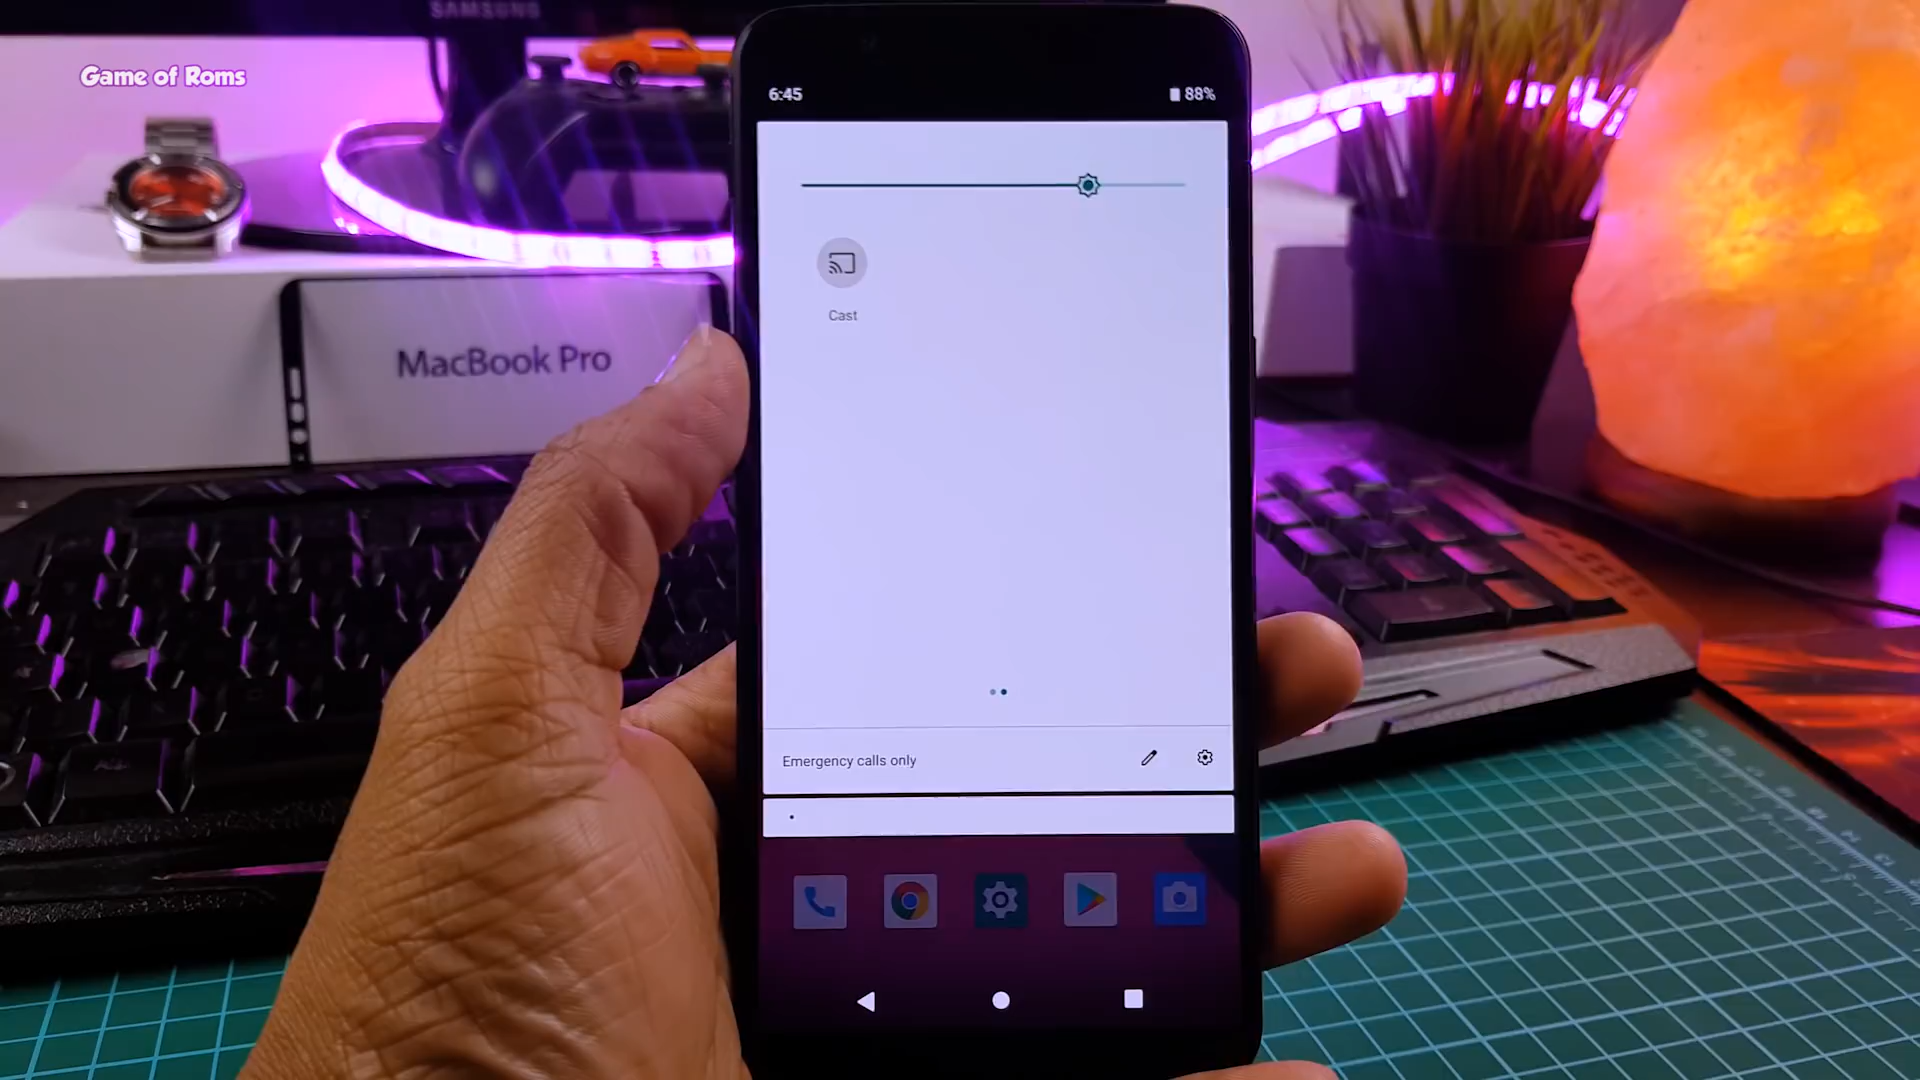 SAMSUNG
Game of Roms
6:45
88%
Cast
MacBook Pro
Emergency calls only